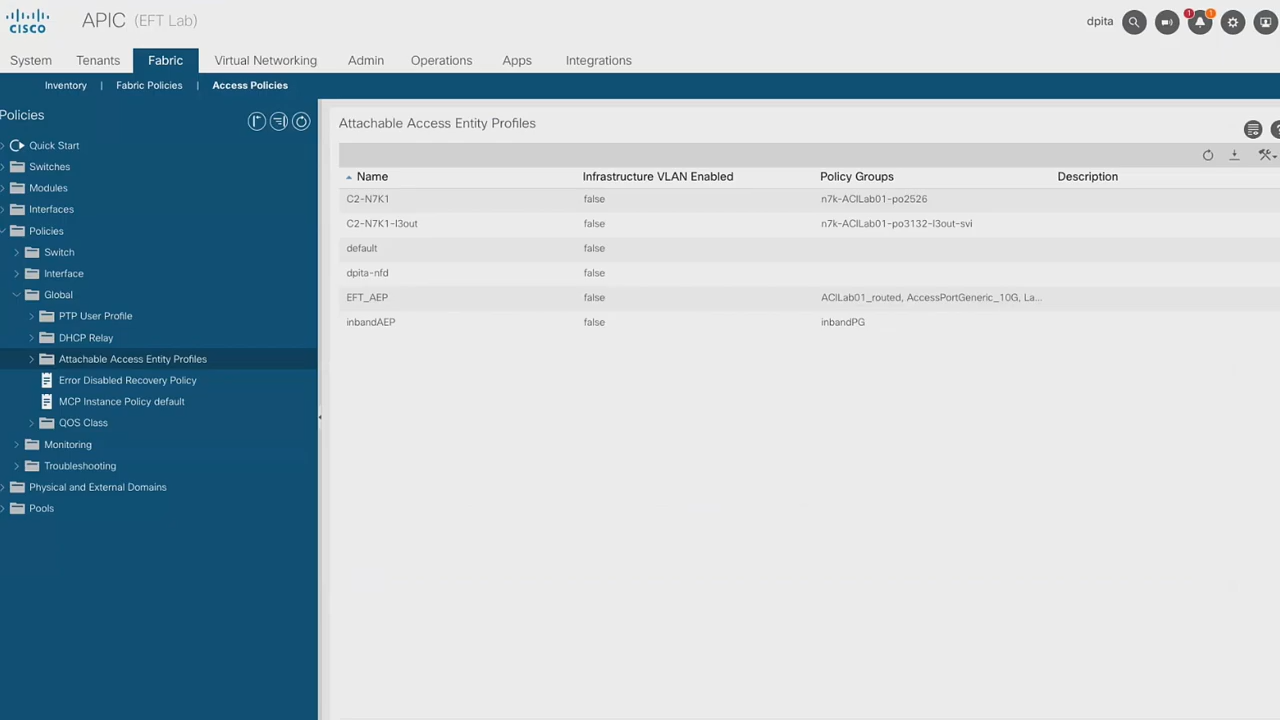 CISCO
APIC (EFT Lab)
dpita
1
1
System Tenants Fabric Virtual Networking Admin Operations Apps Integrations
Inventory | Fabric Policies | Access Policies
Policies
Quick Start
Switches
Modules
Interfaces
Policies
Switch
Interface
Global
PTP User Profile
DHCP Relay
Attachable Access Entity Profiles
Error Disabled Recovery Policy
MCP Instance Policy default
QOS Class
Monitoring
Troubleshooting
Physical and External Domains
Pools
Attachable Access Entity Profiles
Name Infrastructure VLAN Enabled Policy Groups Description
C2-N7K1 false n7k-ACILab01-po2526
C2-N7K1-l3out false n7k-ACILab01-po3132-l3out-svi
default false
dpita-nfd false
EFT_AEP false ACILab01_routed, AccessPortGeneric_10G, La...
inbandAEP false inbandPG